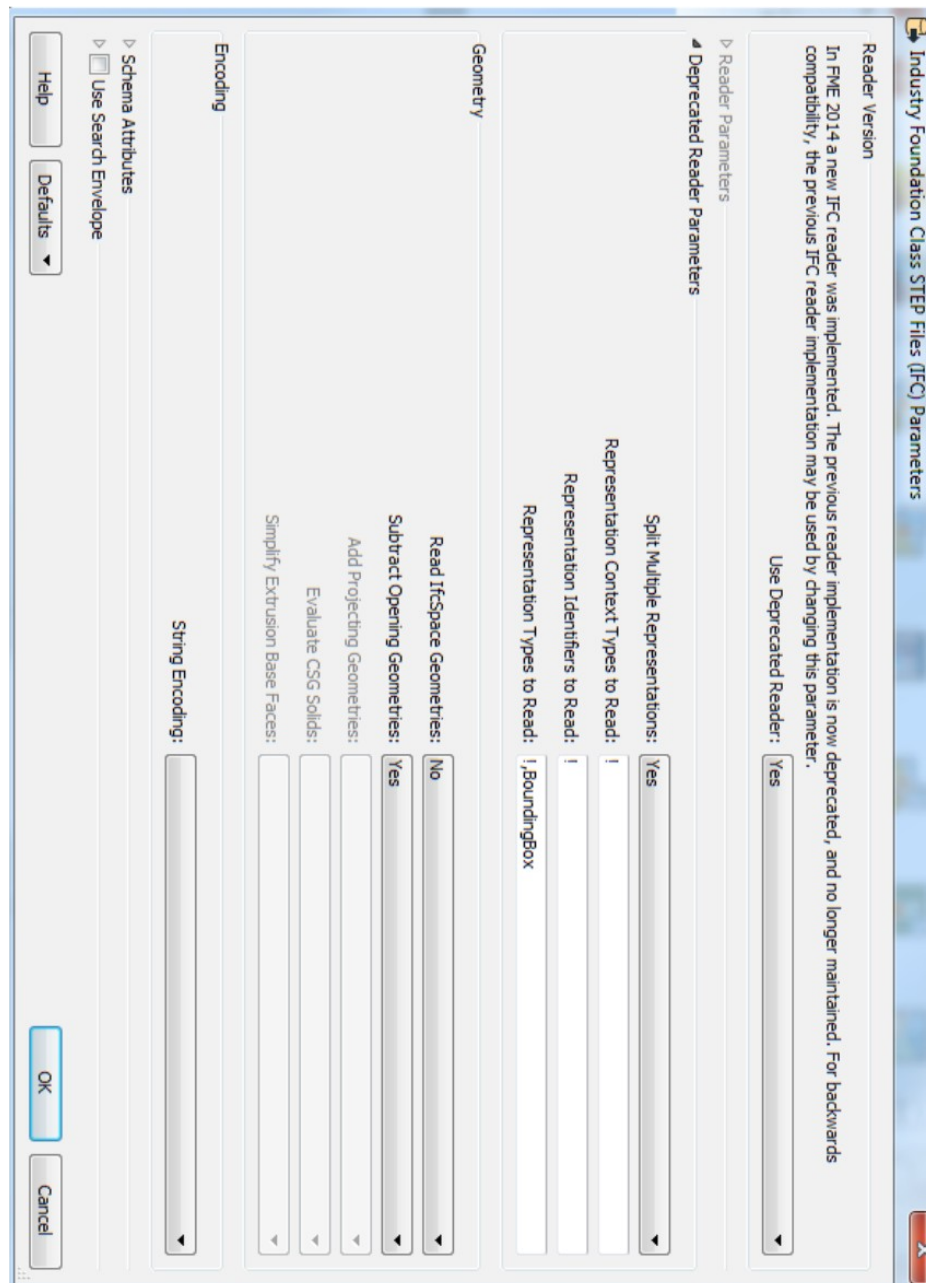 Industry Foundation Class STEP Files (IFC) Parameters
X
Reader Version
In FME 2014 a new IFC reader was implemented. The previous reader implementation is now deprecated, and no longer maintained. For backwards
compatibility, the previous IFC reader implementation may be used by changing this parameter.
Use Deprecated Reader: Yes
Reader Parameters
Deprecated Reader Parameters
Split Multiple Representations: Yes
Representation Context Types to Read: !
Representation Identifiers to Read: !
Representation Types to Read: !,BoundingBox
Geometry
Read IfcSpace Geometries: No
Subtract Opening Geometries: Yes
Add Projecting Geometries:
Evaluate CSG Solids:
Simplify Extrusion Base Faces:
Encoding
String Encoding:
Schema Attributes
Use Search Envelope
Help Defaults OK Cancel